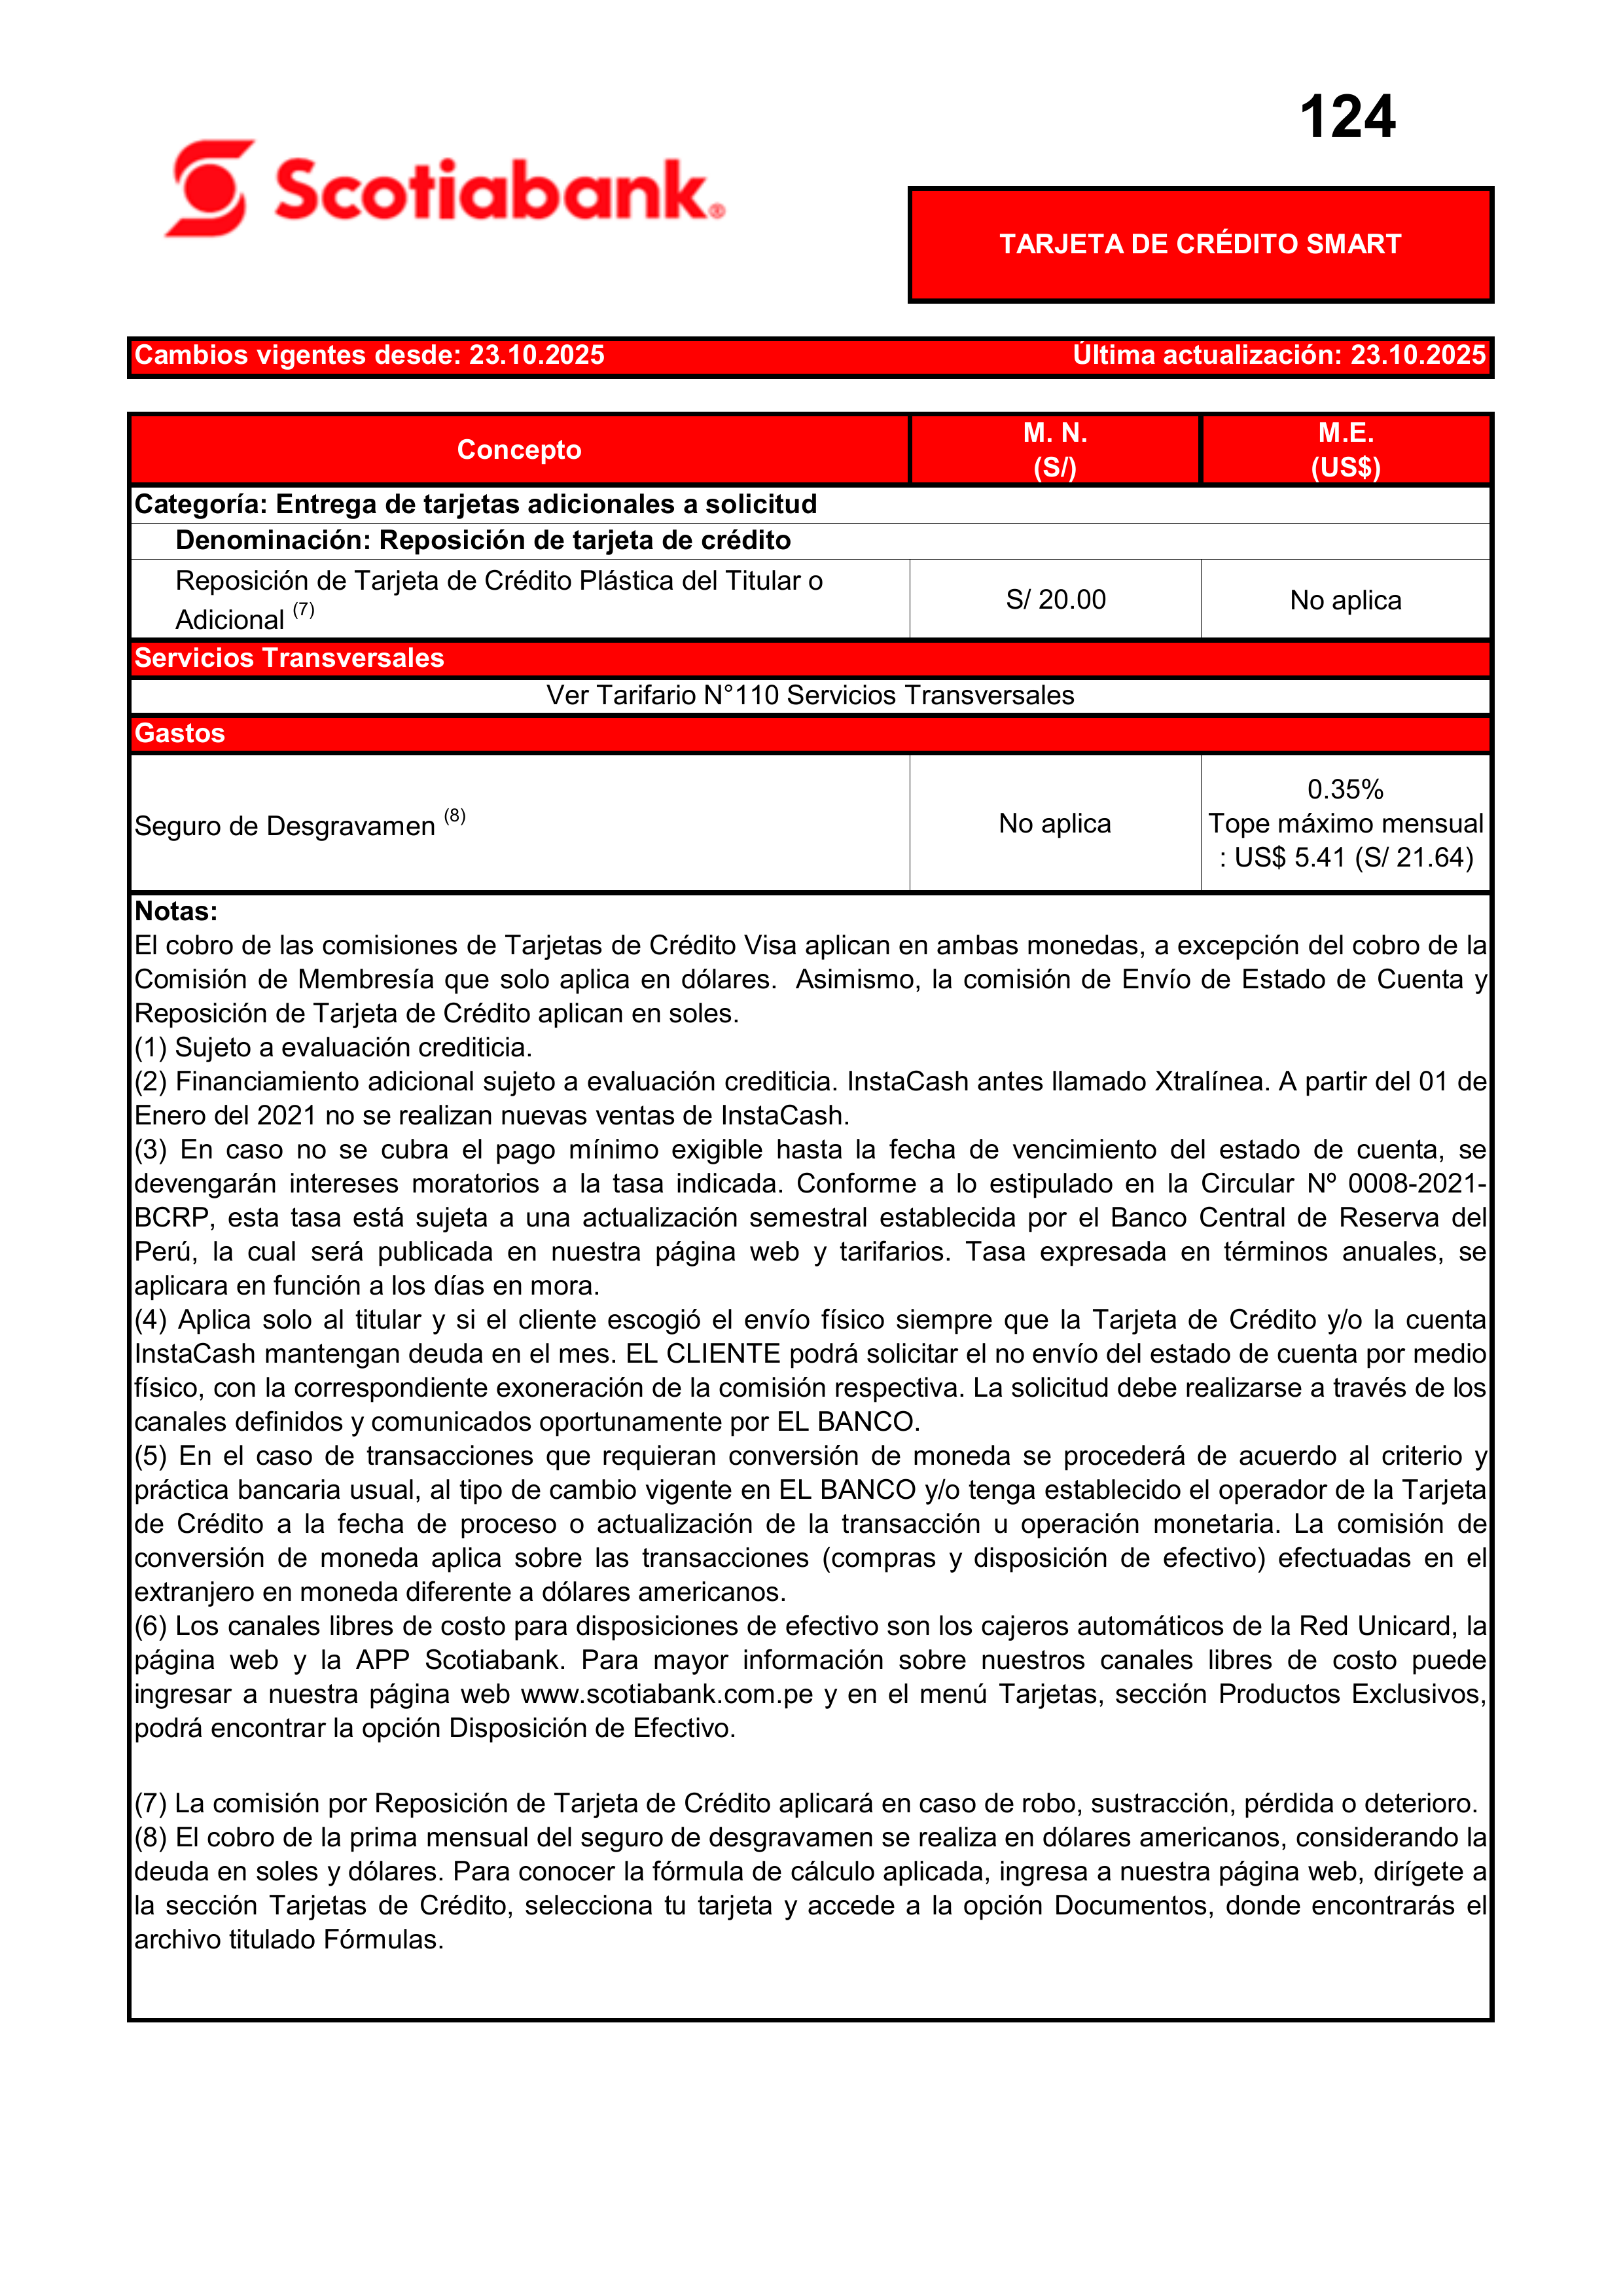 124
Scotiabank®
TARJETA DE CRÉDITO SMART
Cambios vigentes desde: 23.10.2025 Última actualización: 23.10.2025
Concepto
M. N.
(S/)
M.E.
(US$)
Categoría: Entrega de tarjetas adicionales a solicitud
Denominación: Reposición de tarjeta de crédito
Reposición de Tarjeta de Crédito Plástica del Titular o
Adicional (7)
S/ 20.00
No aplica
Servicios Transversales
Ver Tarifario N°110 Servicios Transversales
Gastos
Seguro de Desgravamen (8)
No aplica
0.35%
Tope máximo mensual
: US$ 5.41 (S/ 21.64)
Notas:
El cobro de las comisiones de Tarjetas de Crédito Visa aplican en ambas monedas, a excepción del cobro de la
Comisión de Membresía que solo aplica en dólares.  Asimismo, la comisión de Envío de Estado de Cuenta y
Reposición de Tarjeta de Crédito aplican en soles.
(1) Sujeto a evaluación crediticia.
(2) Financiamiento adicional sujeto a evaluación crediticia. InstaCash antes llamado Xtralínea. A partir del 01 de
Enero del 2021 no se realizan nuevas ventas de InstaCash.
(3) En caso no se cubra el pago mínimo exigible hasta la fecha de vencimiento del estado de cuenta, se
devengarán intereses moratorios a la tasa indicada. Conforme a lo estipulado en la Circular Nº 0008-2021-
BCRP, esta tasa está sujeta a una actualización semestral establecida por el Banco Central de Reserva del
Perú, la cual será publicada en nuestra página web y tarifarios. Tasa expresada en términos anuales, se
aplicara en función a los días en mora.
(4) Aplica solo al titular y si el cliente escogió el envío físico siempre que la Tarjeta de Crédito y/o la cuenta
InstaCash mantengan deuda en el mes. EL CLIENTE podrá solicitar el no envío del estado de cuenta por medio
físico, con la correspondiente exoneración de la comisión respectiva. La solicitud debe realizarse a través de los
canales definidos y comunicados oportunamente por EL BANCO.
(5) En el caso de transacciones que requieran conversión de moneda se procederá de acuerdo al criterio y
práctica bancaria usual, al tipo de cambio vigente en EL BANCO y/o tenga establecido el operador de la Tarjeta
de Crédito a la fecha de proceso o actualización de la transacción u operación monetaria. La comisión de
conversión de moneda aplica sobre las transacciones (compras y disposición de efectivo) efectuadas en el
extranjero en moneda diferente a dólares americanos.
(6) Los canales libres de costo para disposiciones de efectivo son los cajeros automáticos de la Red Unicard, la
página web y la APP Scotiabank. Para mayor información sobre nuestros canales libres de costo puede
ingresar a nuestra página web www.scotiabank.com.pe y en el menú Tarjetas, sección Productos Exclusivos,
podrá encontrar la opción Disposición de Efectivo.
(7) La comisión por Reposición de Tarjeta de Crédito aplicará en caso de robo, sustracción, pérdida o deterioro.
(8) El cobro de la prima mensual del seguro de desgravamen se realiza en dólares americanos, considerando la
deuda en soles y dólares. Para conocer la fórmula de cálculo aplicada, ingresa a nuestra página web, dirígete a
la sección Tarjetas de Crédito, selecciona tu tarjeta y accede a la opción Documentos, donde encontrarás el
archivo titulado Fórmulas.